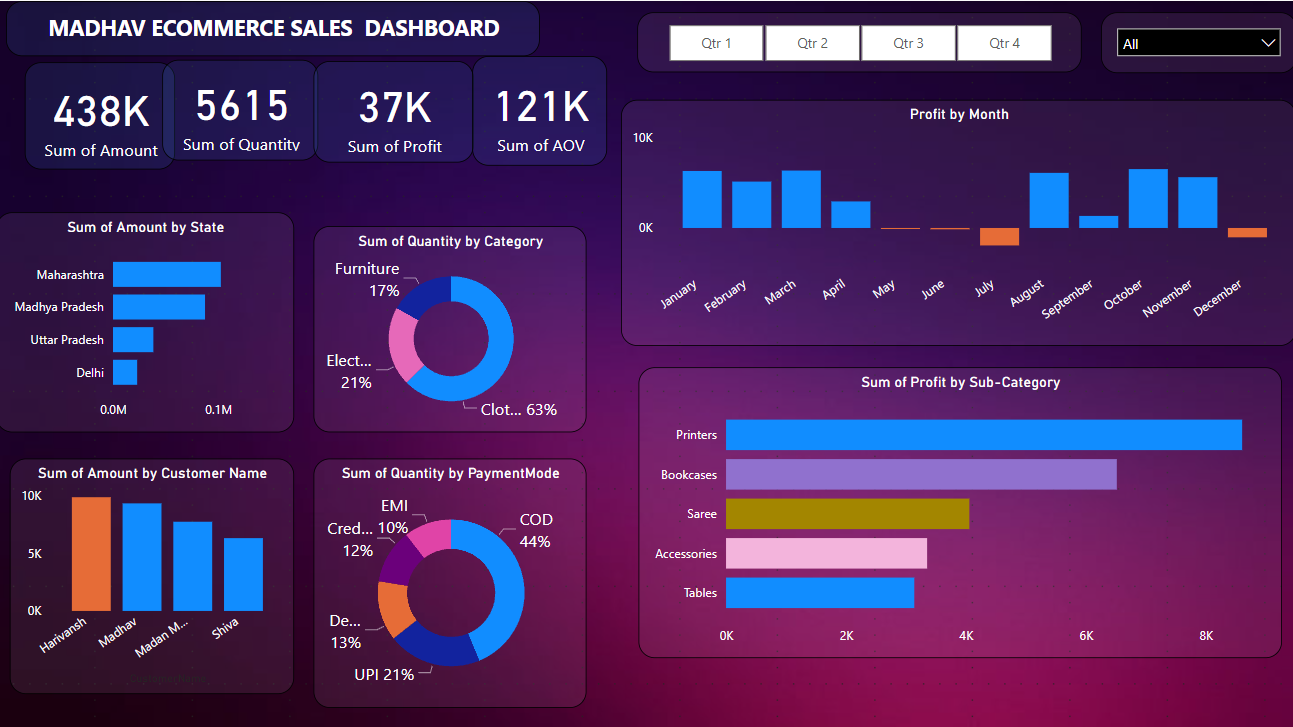 MADHAV ECOMMERCE SALES DASHBOARD
Qtr 1
Qtr 2
Qtr 3
Qtr 4
All
438K
Sum of Amount
5615
Sum of Quantity
37K
Sum of Profit
121K
Sum of AOV
Profit by Month
10K
0K
January
February
March
April
May
June
July
August
September
October
November
December
Sum of Amount by State
Maharashtra
Madhya Pradesh
Uttar Pradesh
Delhi
0.0M
0.1M
Sum of Quantity by Category
Furniture
17%
Elect...
21%
Clot... 63%
Sum of Profit by Sub-Category
Printers
Bookcases
Saree
Accessories
Tables
0K
2K
4K
6K
8K
Sum of Amount by Customer Name
10K
5K
0K
Harivansh
Madhav
Madan M...
Shiva
Sum of Quantity by PaymentMode
EMI
10%
Cred...
12%
De...
13%
UPI 21%
COD
44%